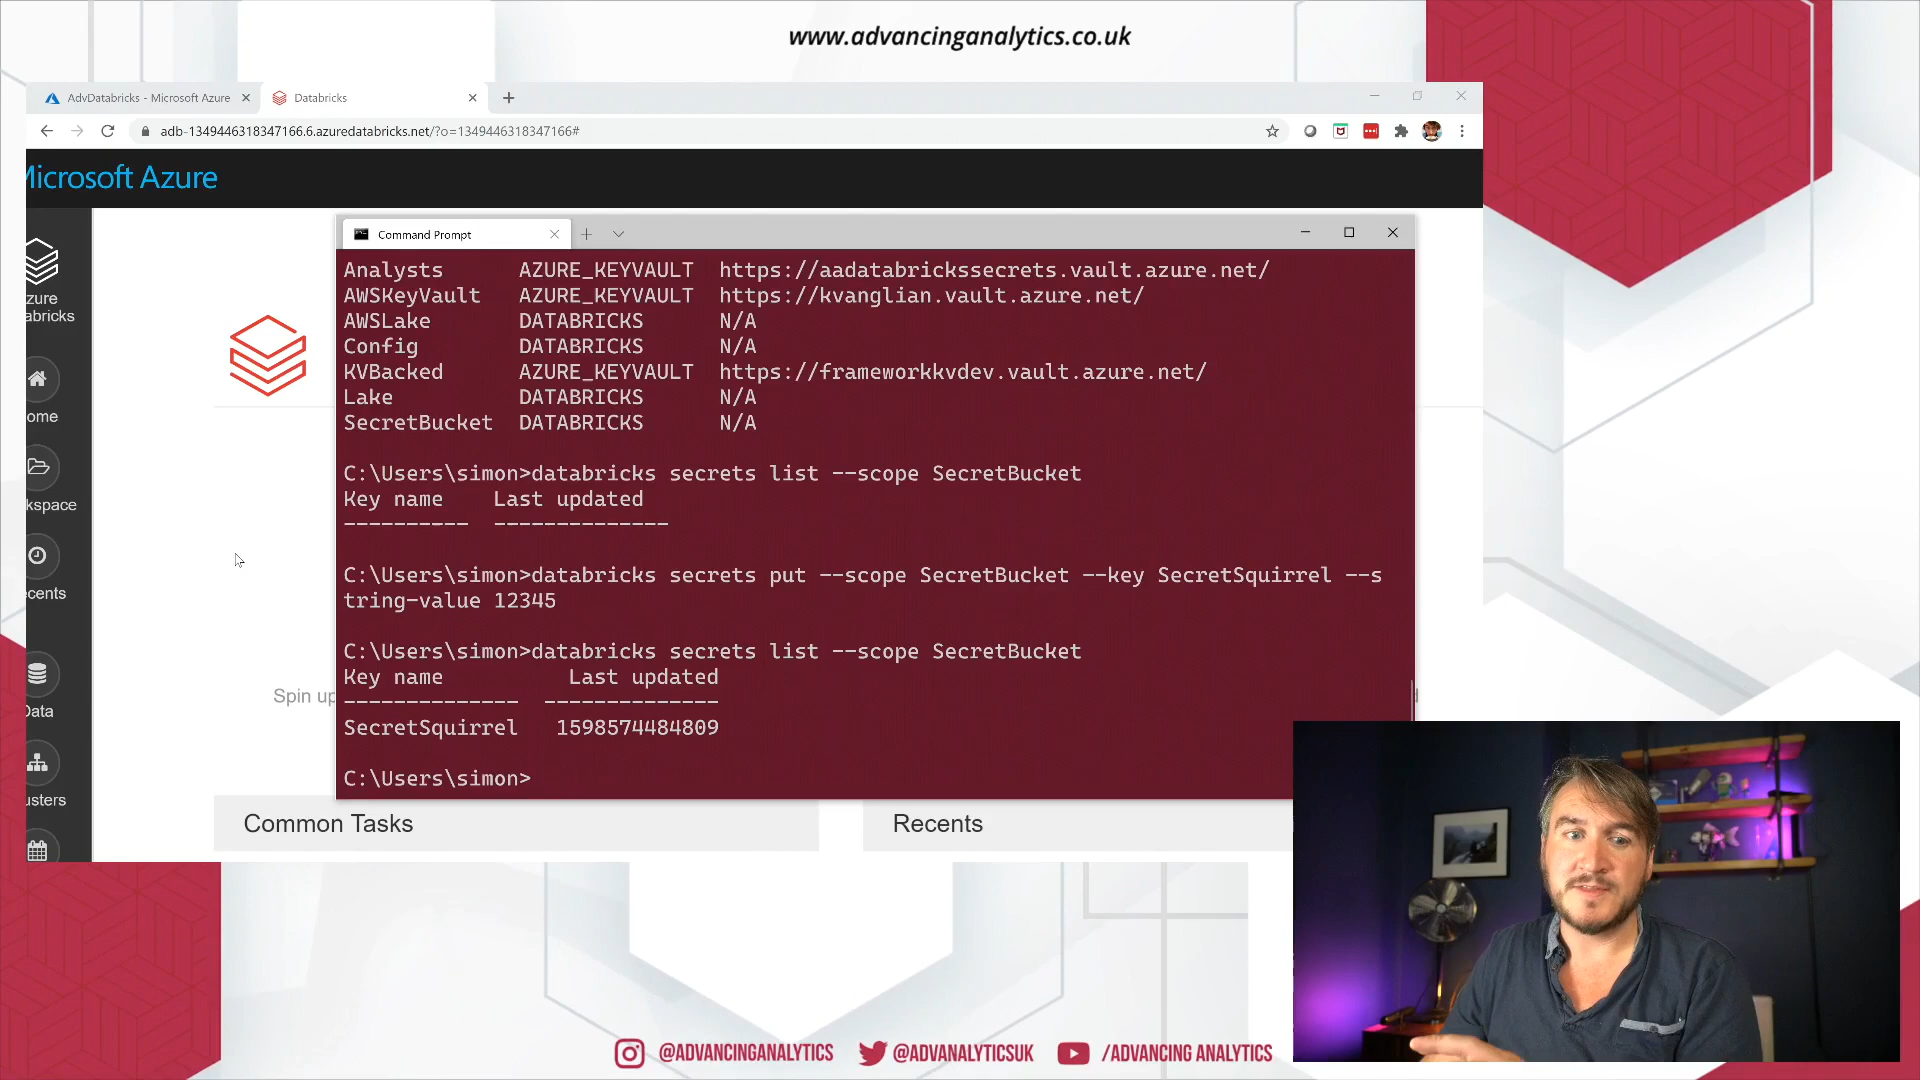 www.advancinganalytics.co.uk
AdvDatabricks - Microsoft Azure
Databricks
adb-1349446318347166.6.azuredatabricks.net/?o=1349446318347166#
Microsoft Azure
Command Prompt
Analysts AZURE_KEYVAULT https://aadatabrickssecrets.vault.azure.net/
AWSKeyVault AZURE_KEYVAULT https://kvanglian.vault.azure.net/
AWSLake DATABRICKS N/A
Config DATABRICKS N/A
KVBacked AZURE_KEYVAULT https://frameworkkvdev.vault.azure.net/
Lake DATABRICKS N/A
SecretBucket DATABRICKS N/A
C:\Users\simon>databricks secrets list --scope SecretBucket
Key name Last updated
---------- --------------
C:\Users\simon>databricks secrets put --scope SecretBucket --key SecretSquirrel --s
tring-value 12345
C:\Users\simon>databricks secrets list --scope SecretBucket
Key name Last updated
-------------- --------------
SecretSquirrel 1598574484809
C:\Users\simon>
zure
abricks
ome
kspace
cents
Data
usters
Spin up
Common Tasks
Recents
@ADVANCINGANALYTICS
@ADVANALYTICSUK
/ADVANCING ANALYTICS